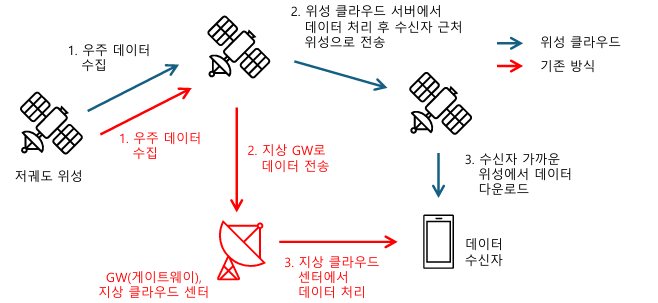 2. 위성 클라우드 서버에서
데이터 처리 후 수신자 근처
위성으로 전송
위성 클라우드
기존 방식
1. 우주 데이터
수집
1. 우주 데이터
수집
저궤도 위성
2. 지상 GW로
데이터 전송
3. 수신자 가까운
위성에서 데이터
다운로드
GW(게이트웨이),
지상 클라우드 센터
3. 지상 클라우드
센터에서
데이터 처리
데이터
수신자